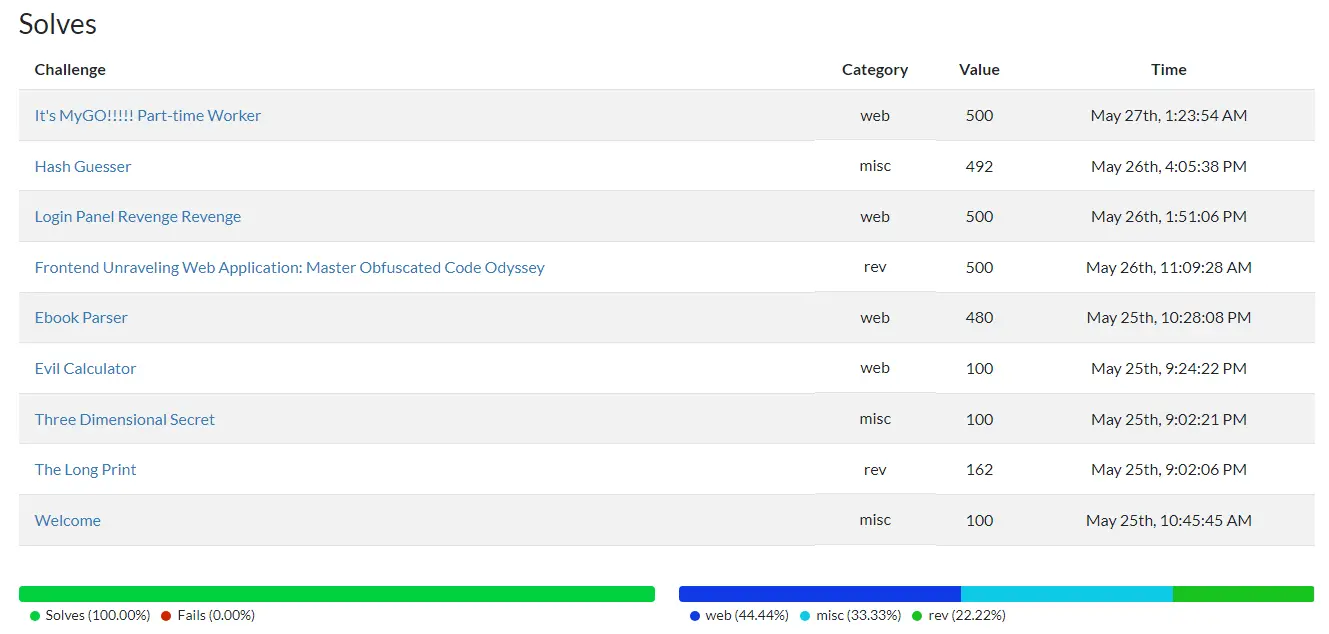 Solves
Challenge Category Value Time
It's MyGO!!!!! Part-time Worker web 500 May 27th, 1:23:54 AM
Hash Guesser misc 492 May 26th, 4:05:38 PM
Login Panel Revenge Revenge web 500 May 26th, 1:51:06 PM
Frontend Unraveling Web Application: Master Obfuscated Code Odyssey rev 500 May 26th, 11:09:28 AM
Ebook Parser web 480 May 25th, 10:28:08 PM
Evil Calculator web 100 May 25th, 9:24:22 PM
Three Dimensional Secret misc 100 May 25th, 9:02:21 PM
The Long Print rev 162 May 25th, 9:02:06 PM
Welcome misc 100 May 25th, 10:45:45 AM
Solves (100.00%) Fails (0.00%) web (44.44%) misc (33.33%) rev (22.22%)